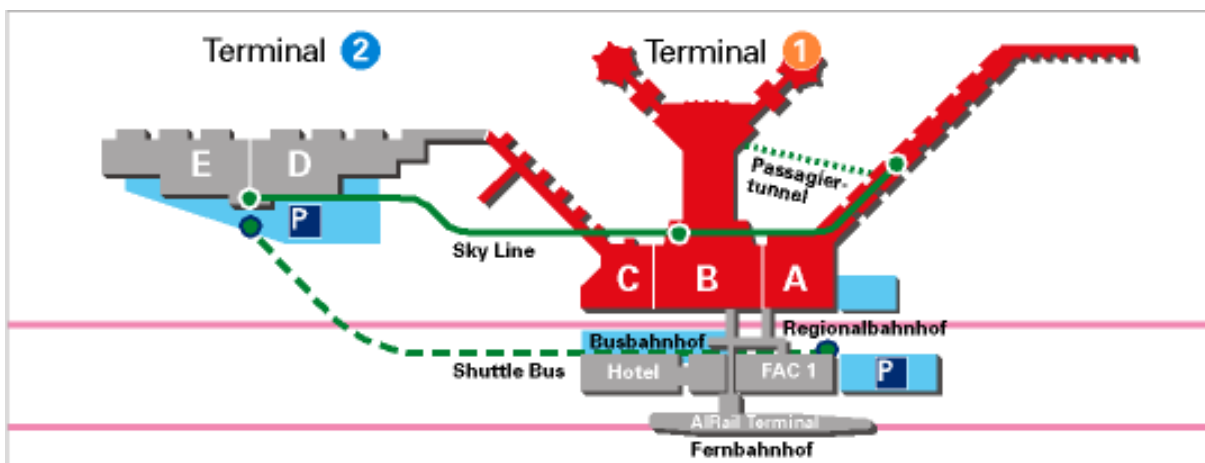 Terminal 2
Terminal 1
E
D
P
Passagier-
tunnel
Sky Line
C
B
A
Regionalbahnhof
Busbahnhof
Shuttle Bus
Hotel
FAC 1
P
AIRail Terminal
Fernbahnhof